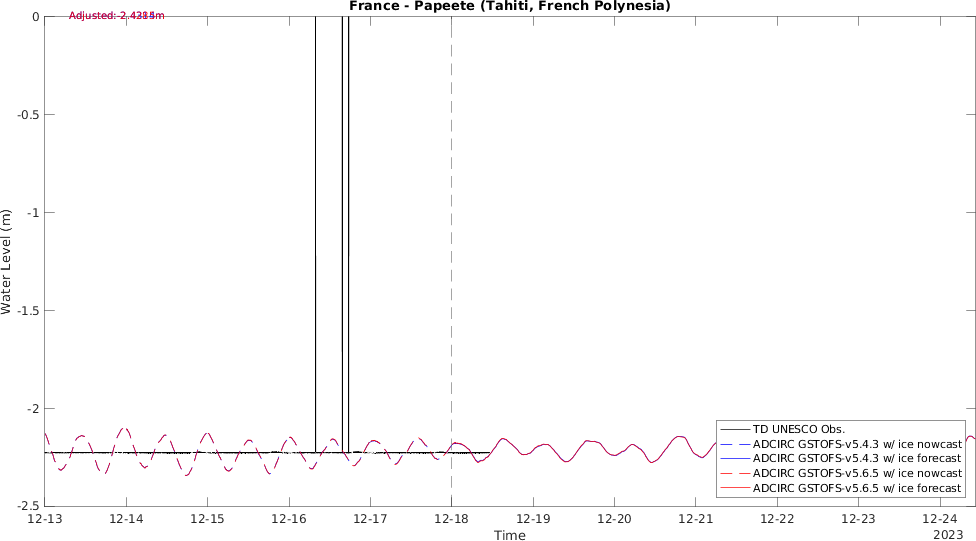 France - Papeete (Tahiti, French Polynesia)
0
-0.5
-1
-1.5
-2
-2.5
Water Level (m)
TD UNESCO Obs.
ADCIRC GSTOFS-v5.4.3 w/ ice nowcast
ADCIRC GSTOFS-v5.4.3 w/ ice forecast
ADCIRC GSTOFS-v5.6.5 w/ ice nowcast
ADCIRC GSTOFS-v5.6.5 w/ ice forecast
12-13 12-14 12-15 12-16 12-17 12-18 12-19 12-20 12-21 12-22 12-23 12-24
2023
Time